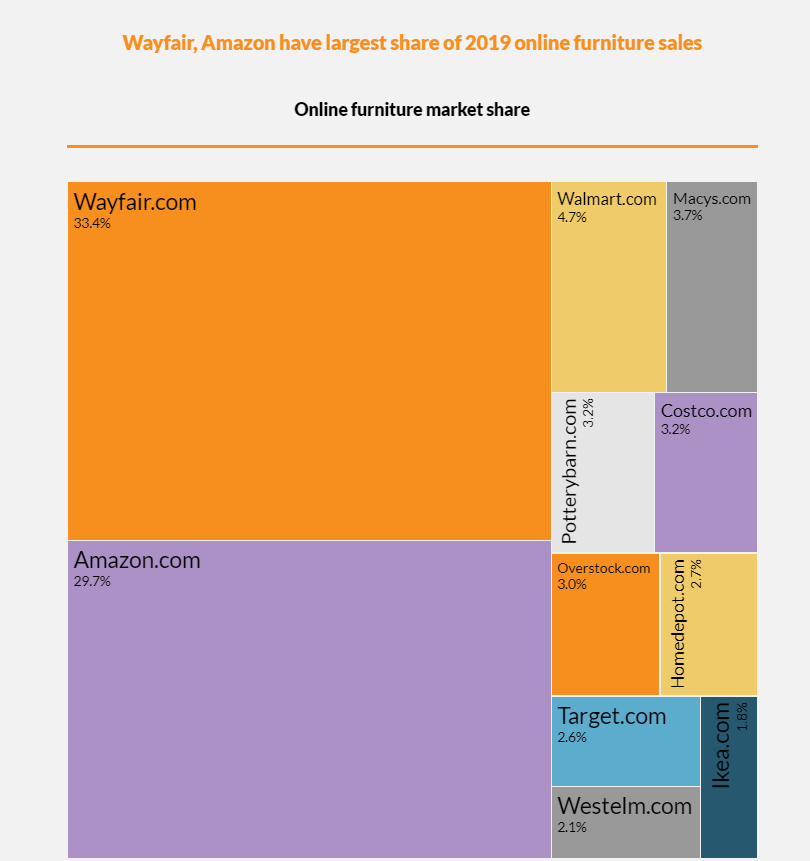 Wayfair, Amazon have largest share of 2019 online furniture sales
Online furniture market share
Wayfair.com
33.4%
Walmart.com
4.7%
Macys.com
3.7%
Potterybarn.com
3.2%
Costco.com
3.2%
Amazon.com
29.7%
Overstock.com
3.0%
Homedepot.com
2.7%
Target.com
2.6%
Ikea.com
1.8%
Westelm.com
2.1%